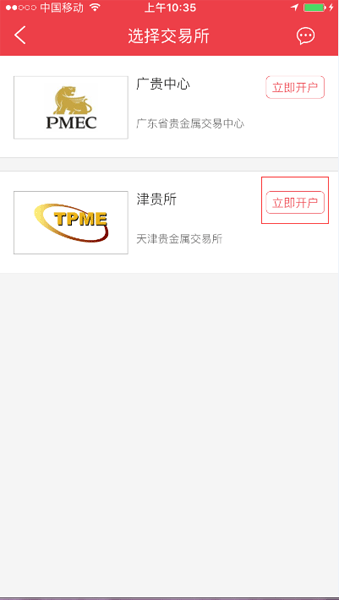 中国移动 上午10:35
选择交易所
PMEC
广贵中心
立即开户
广东省贵金属交易中心
TPME
津贵所
立即开户
天津贵金属交易所